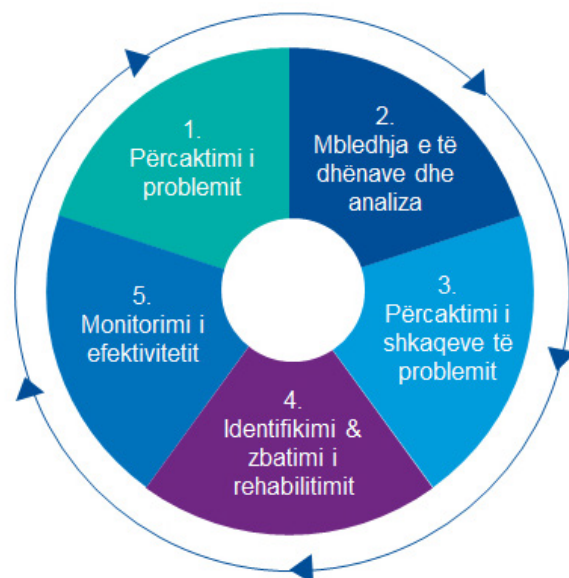 1.
Përcaktimi i
problemit
2.
Mbledhja e të
dhënave dhe
analiza
3.
Përcaktimi i
shkaqeve të
problemit
4.
Identifikimi &
zbatimi i
rehabilitimit
5.
Monitorimi i
efektivitetit